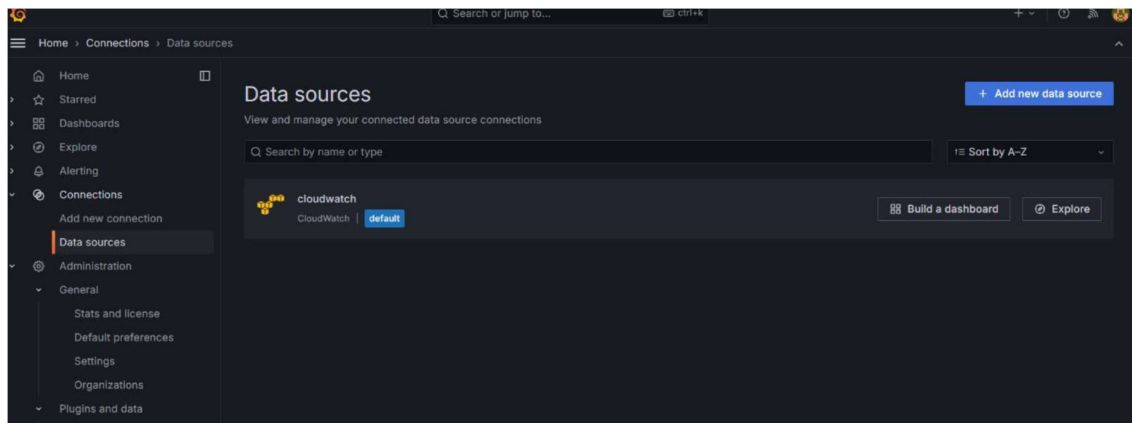 Search or jump to... ctrl+k
Home › Connections › Data sources
Home
Starred
Dashboards
Explore
Alerting
Connections
Add new connection
Data sources
Administration
General
Stats and license
Default preferences
Settings
Organizations
Plugins and data
Data sources
+ Add new data source
View and manage your connected data source connections
Search by name or type
Sort by A–Z
cloudwatch
CloudWatch | default
Build a dashboard
Explore